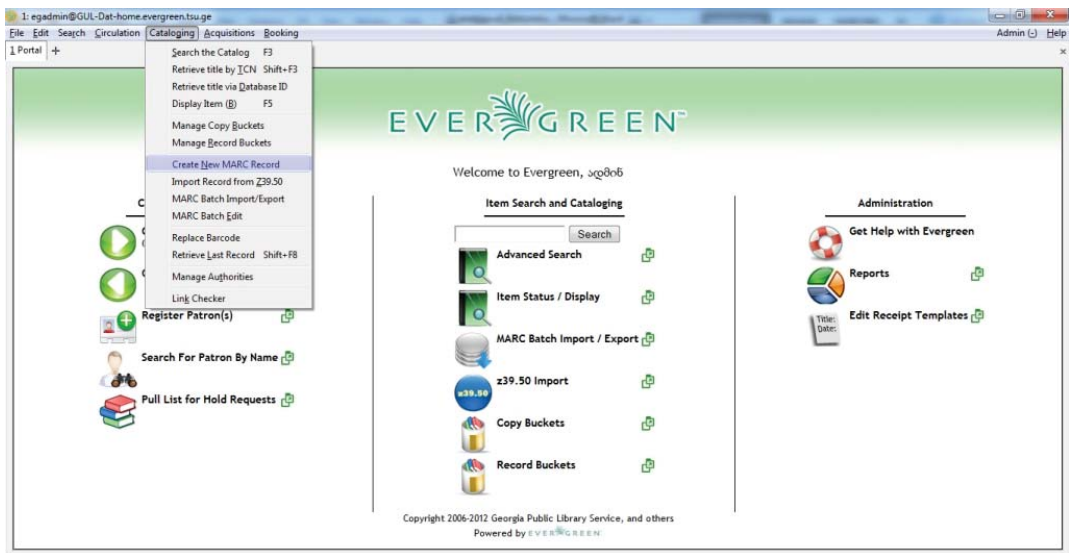 1: egadmin@GUL-Dat-home.evergreen.tsu.ge
File Edit Search Circulation Cataloging Acquisitions Booking Admin (-) Help
1 Portal +
Search the Catalog F3
Retrieve title by TCN Shift+F3
Retrieve title via Database ID
Display Item (B) F5
Manage Copy Buckets
Manage Record Buckets
Create New MARC Record
Import Record from Z39.50
MARC Batch Import/Export
MARC Batch Edit
Replace Barcode
Retrieve Last Record Shift+F8
Manage Authorities
Link Checker
EVERGREEN™
Welcome to Evergreen, ადმინ
Register Patron(s)
Search For Patron By Name
Pull List for Hold Requests
Item Search and Cataloging
Search
Advanced Search
Item Status / Display
MARC Batch Import / Export
z39.50
z39.50 Import
Copy Buckets
Record Buckets
Administration
Get Help with Evergreen
Reports
Title:
Date:
Edit Receipt Templates
Copyright 2006-2012 Georgia Public Library Service, and others
Powered by EVERGREEN